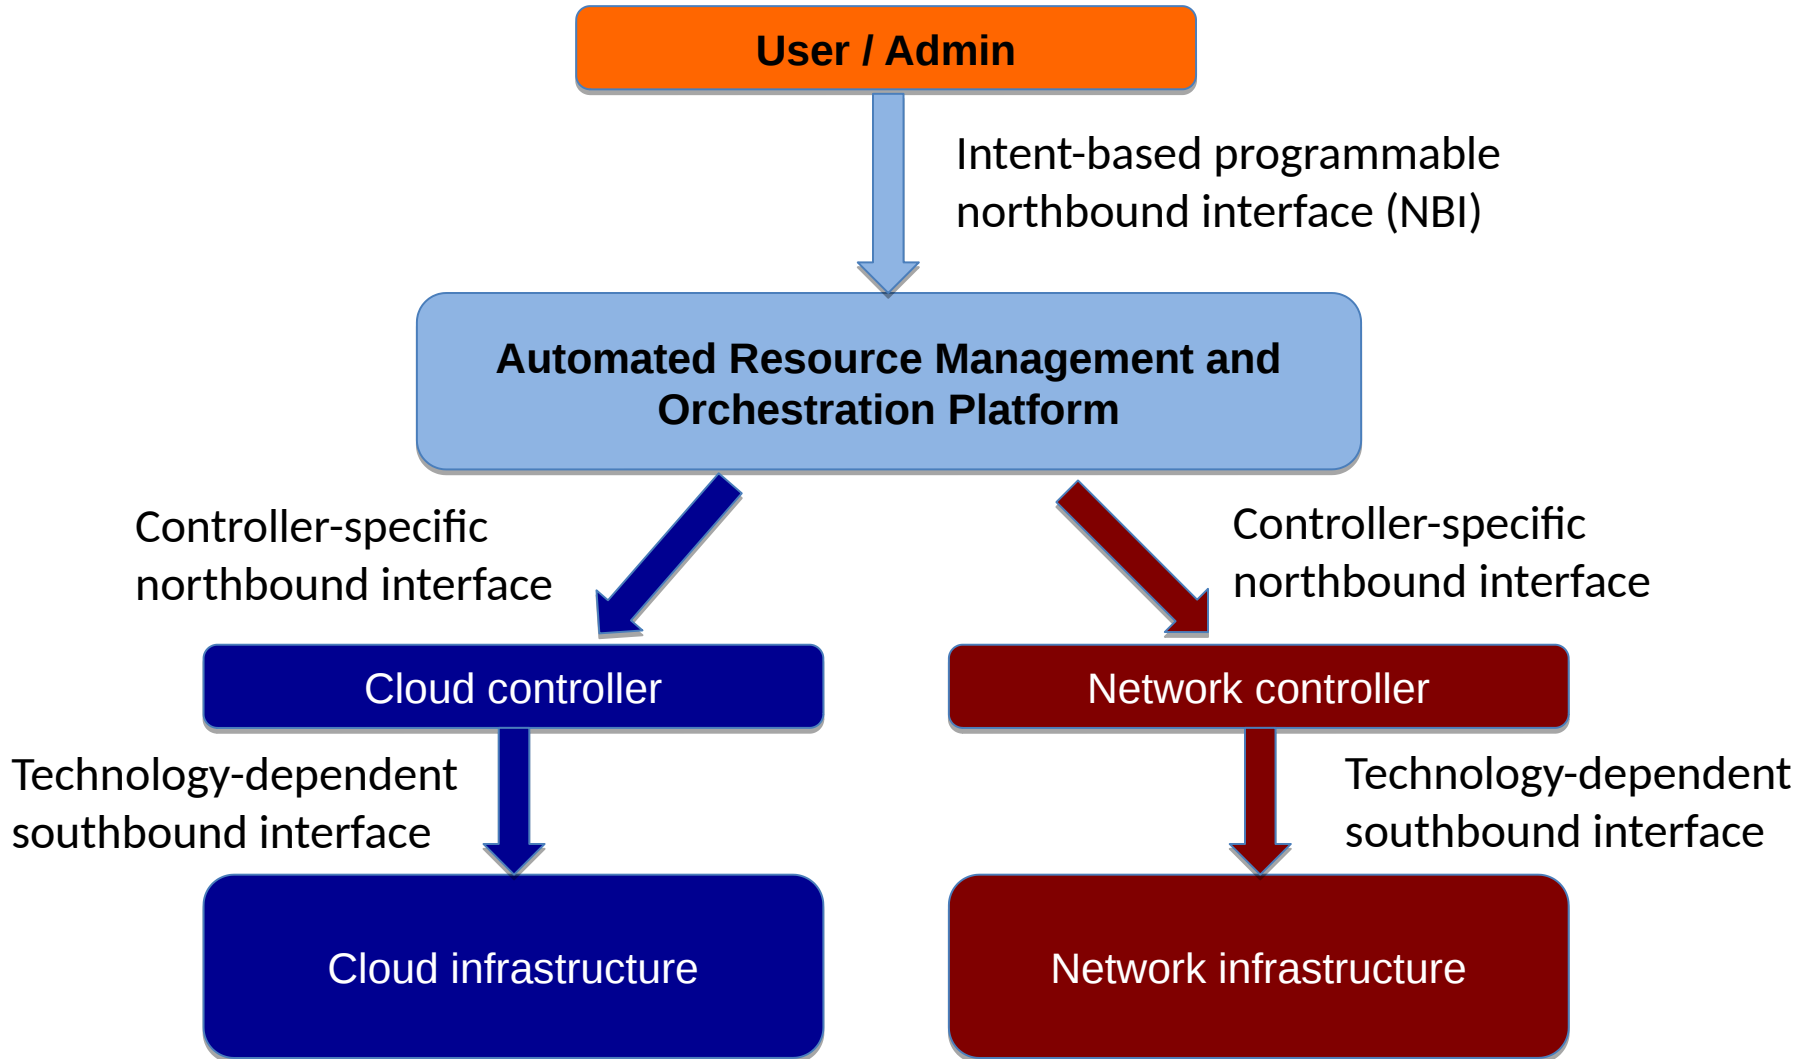 User / Admin
Intent-based programmable
northbound interface (NBI)
Automated Resource Management and
Orchestration Platform
Controller-specific
northbound interface
Controller-specific
northbound interface
Cloud controller
Network controller
Technology-dependent
southbound interface
Technology-dependent
southbound interface
Cloud infrastructure
Network infrastructure